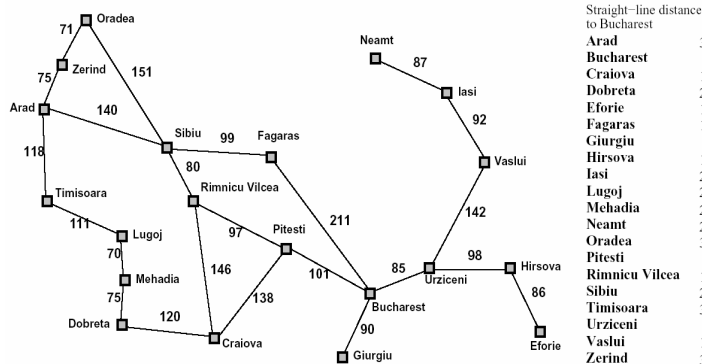 Oradea
71
Zerind
75
151
Arad
140
118
Sibiu
99
Fagaras
80
Rimnicu Vilcea
Timisoara
111
Lugoj
97
Pitesti
211
70
Mehadia
146
101
75
138
Dobreta
120
Craiova
Bucharest
90
Giurgiu
85
Urziceni
98
Hirsova
86
Eforie
142
Vaslui
92
Iasi
87
Neamt
Straight-line distance
to Bucharest
Arad
Bucharest
Craiova
Dobreta
Eforie
Fagaras
Giurgiu
Hirsova
Iasi
Lugoj
Mehadia
Neamt
Oradea
Pitesti
Rimnicu Vilcea
Sibiu
Timisoara
Urziceni
Vaslui
Zerind